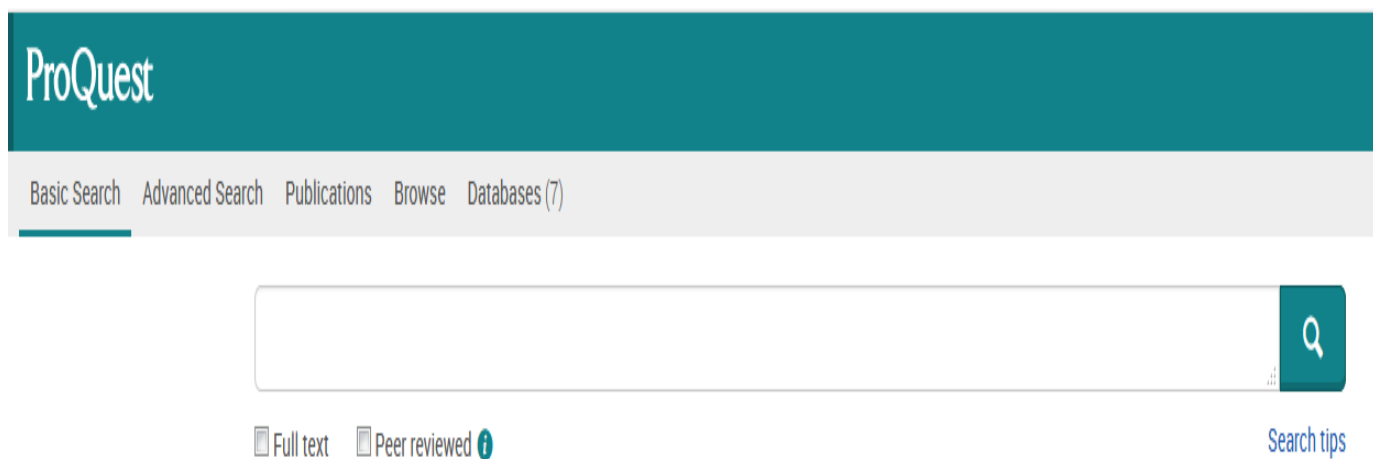 ProQuest
Basic Search Advanced Search Publications Browse Databases (7)
Full text Peer reviewed i Search tips